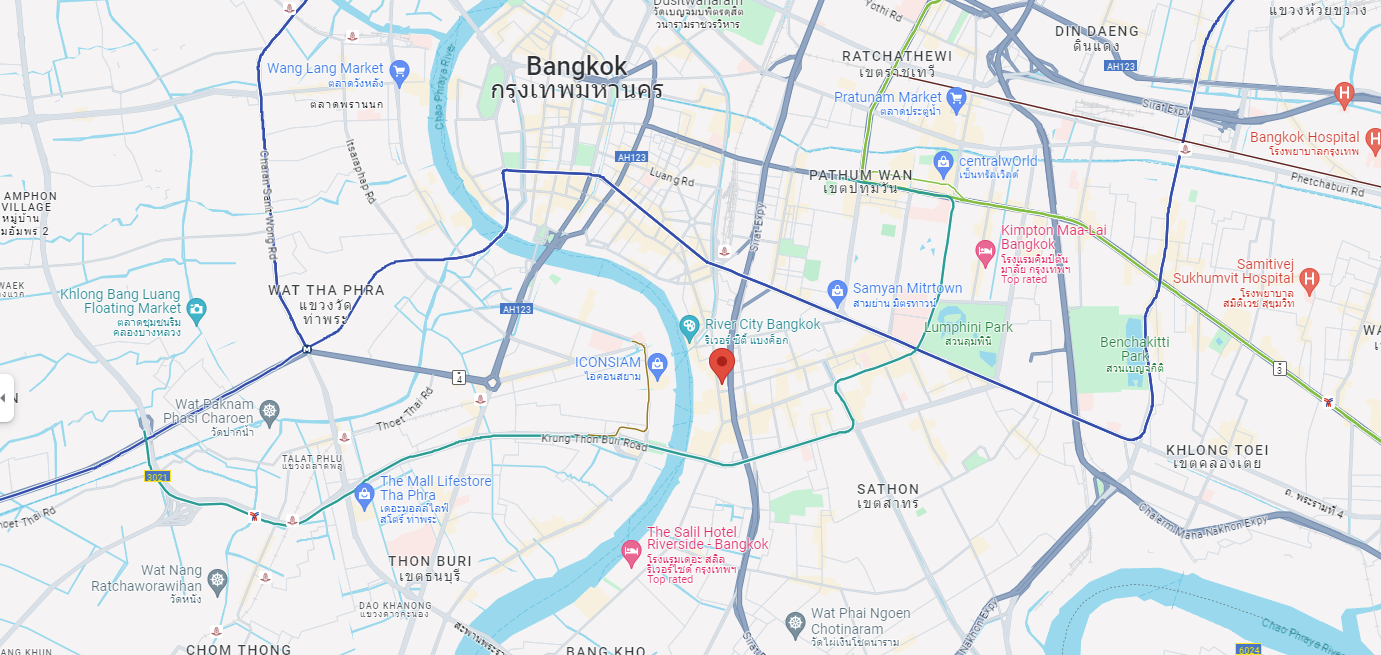 Dusitwanaram
วัดเบญจมบพิตรดุสิต
วนารามราชวรวิหาร
Yothi Rd
แขวงห้วยขวาง
DIN DAENG
ดินแดง
Bangkok
กรุงเทพมหานคร
RATCHATHEWI
เขตราชเทวี
AH123
Wang Lang Market
ตลาดวังหลัง
ตลาดพรานนก
Chao Phraya River
Pratunam Market
ตลาดประตูน้ำ
Sirat Expy
Bangkok Hospital
โรงพยาบาลกรุงเทพ
Itsaraphap Rd
Charan Sanit Wong Rd
AH123
Luang Rd
centralwOrld
เซ็นทรัลเวิลด์
PATHUM WAN
เขตปทุมวัน
Phetchaburi Rd
AMPHON
VILLAGE
หมู่บ้าน
มอัมพร 2
Sirat Expy
Kimpton Maa-Lai
Bangkok
โรงแรมคิมป์ตัน
มาลัย กรุงเทพฯ
Top rated
Samitivej
Sukhumvit Hospital
โรงพยาบาล
สมิติเวช สุขุมวิท
WAEK
Khlong Bang Luang
Floating Market
ตลาดชุมชนริม
คลองบางหลวง
WAT THA PHRA
แขวงวัด
ท่าพระ
Samyan Mitrtown
สามย่าน มิตรทาวน์
AH123
River City Bangkok
ริเวอร์ ซิตี้ แบงค็อก
Lumphini Park
สวนลุมพินี
Benchakitti
Park
สวนเบญจกิติ
WA
ICONSIAM
ไอคอนสยาม
4
3
N
Wat Paknam
Phasi Charoen
วัดปากน้ำ
Thoet Thai Rd
Krung Thon Buri Road
TALAT PHLU
แขวงตลาดพลู
KHLONG TOEI
เขตคลองเตย
3021
The Mall Lifestore
Tha Phra
เดอะมอลล์ไลฟ์
สโตร์ ท่าพระ
SATHON
เขตสาทร
ถ. พระรามที่ 4
hoet Thai Rd
Chalerm Maha Nakhon Expy
The Salil Hotel
Riverside - Bangkok
โรงแรมเดอะ สลิล
ริเวอร์ไซด์ กรุงเทพฯ
Top rated
THON BURI
เขตธนบุรี
Wat Nang
Ratchaworawihan
วัดหนัง
DAO KHANONG
แขวงดาวคะนอง
Wat Phai Ngoen
Chotinaram
วัดไผ่เงินโชตนาราม
Nakhon Expy
Chao Phraya River
Sirat
สะพานพระ
CHOM THONG
BANG KHO
ANG KHUN
6024